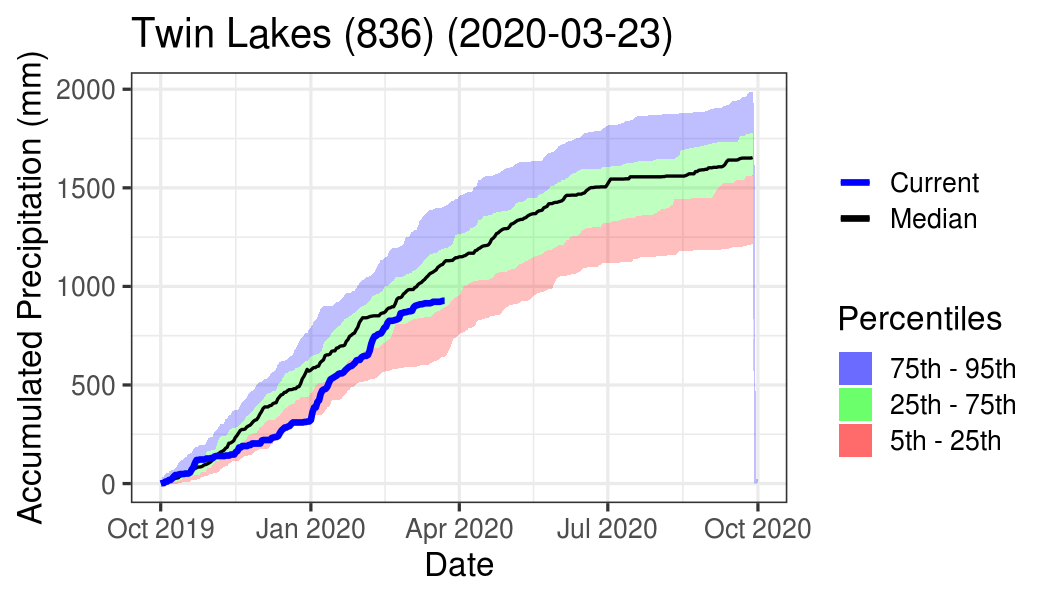 Twin Lakes (836) (2020-03-23)
Accumulated Precipitation (mm)
2000
1500
1000
500
0
Oct 2019
Jan 2020
Apr 2020
Jul 2020
Oct 2020
Date
Current
Median
Percentiles
75th - 95th
25th - 75th
5th - 25th